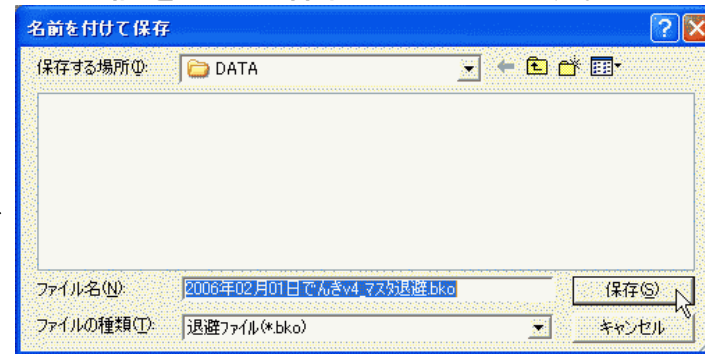 名前を付けて保存
保存する場所(I): DATA
ファイル名(N): 2006年02月01日でんきv4_マスタ退避.bko 保存(S)
ファイルの種類(T): 退避ファイル(*.bko) キャンセル